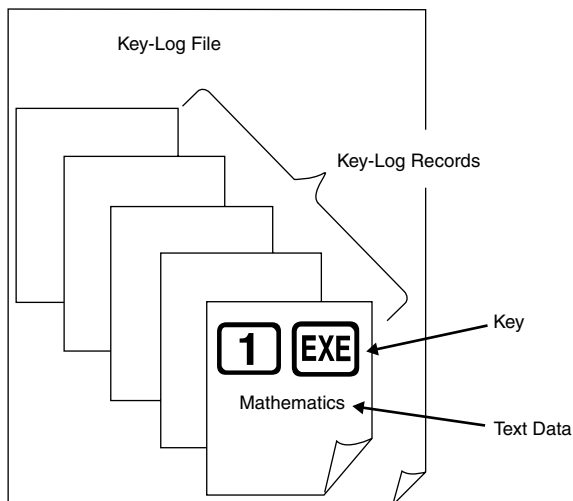 Key-Log File
Key-Log Records
1 EXE
Key
Mathematics
Text Data